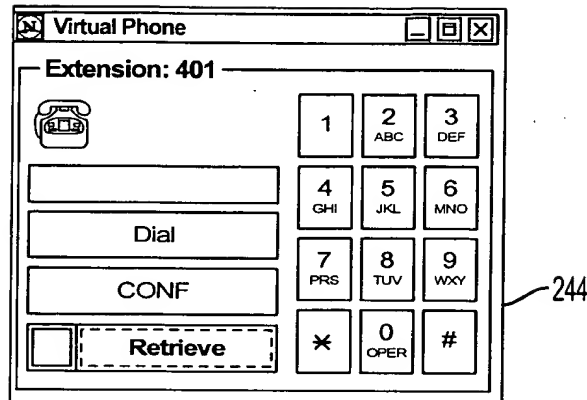 N Virtual Phone
Extension: 401
1 2 ABC 3 DEF
4 GHI 5 JKL 6 MNO
Dial
7 PRS 8 TUV 9 WXY
CONF
Retrieve
* 0 OPER #
244